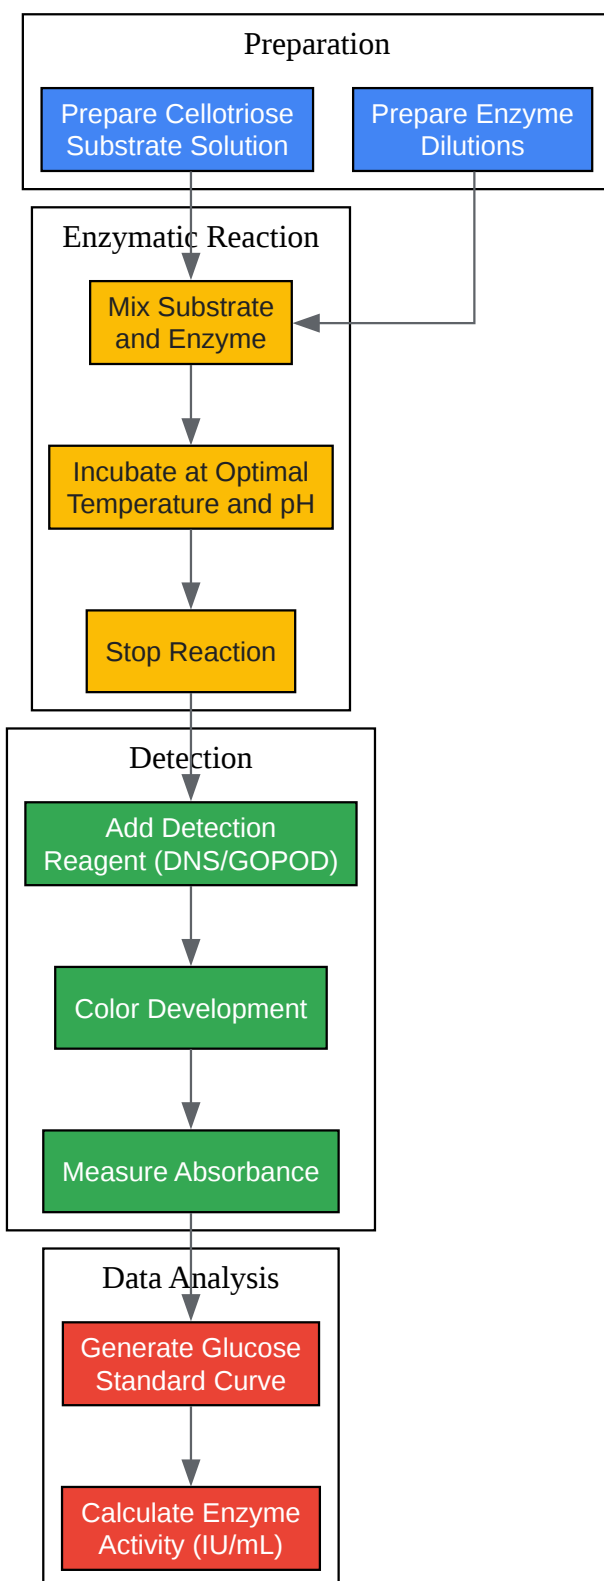 Preparation
Prepare Cellotriose
Substrate Solution
Prepare Enzyme
Dilutions
Enzymatic Reaction
Mix Substrate
and Enzyme
Incubate at Optimal
Temperature and pH
Stop Reaction
Detection
Add Detection
Reagent (DNS/GOPOD)
Color Development
Measure Absorbance
Data Analysis
Generate Glucose
Standard Curve
Calculate Enzyme
Activity (IU/mL)